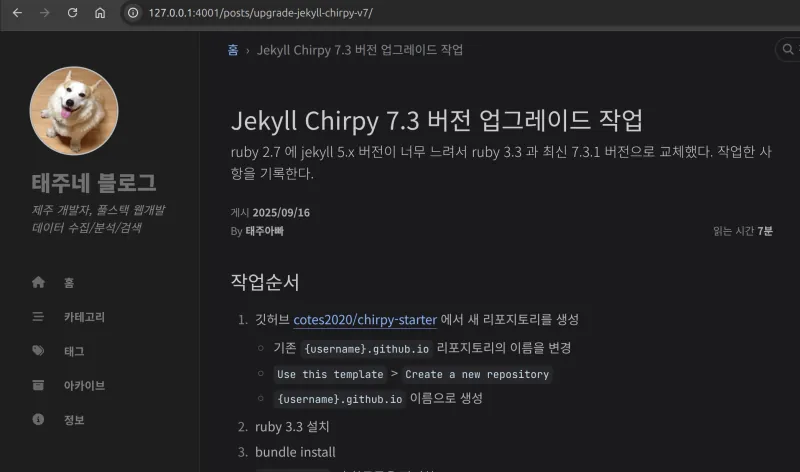 127.0.0.1:4001/posts/upgrade-jekyll-chirpy-v7/
홈 › Jekyll Chirpy 7.3 버전 업그레이드 작업
태주네 블로그
제주 개발자, 풀스택 웹개발
데이터 수집/분석/검색
홈
카테고리
태그
아카이브
정보
Jekyll Chirpy 7.3 버전 업그레이드 작업
ruby 2.7 에 jekyll 5.x 버전이 너무 느려서 ruby 3.3 과 최신 7.3.1 버전으로 교체했다. 작업한 사
항을 기록한다.
게시 2025/09/16
By 태주아빠
읽는 시간 7분
작업순서
1. 깃허브 cotes2020/chirpy-starter 에서 새 리포지토리를 생성
기존 {username}.github.io 리포지토리의 이름을 변경
Use this template > Create a new repository
{username}.github.io 이름으로 생성
2. ruby 3.3 설치
3. bundle install